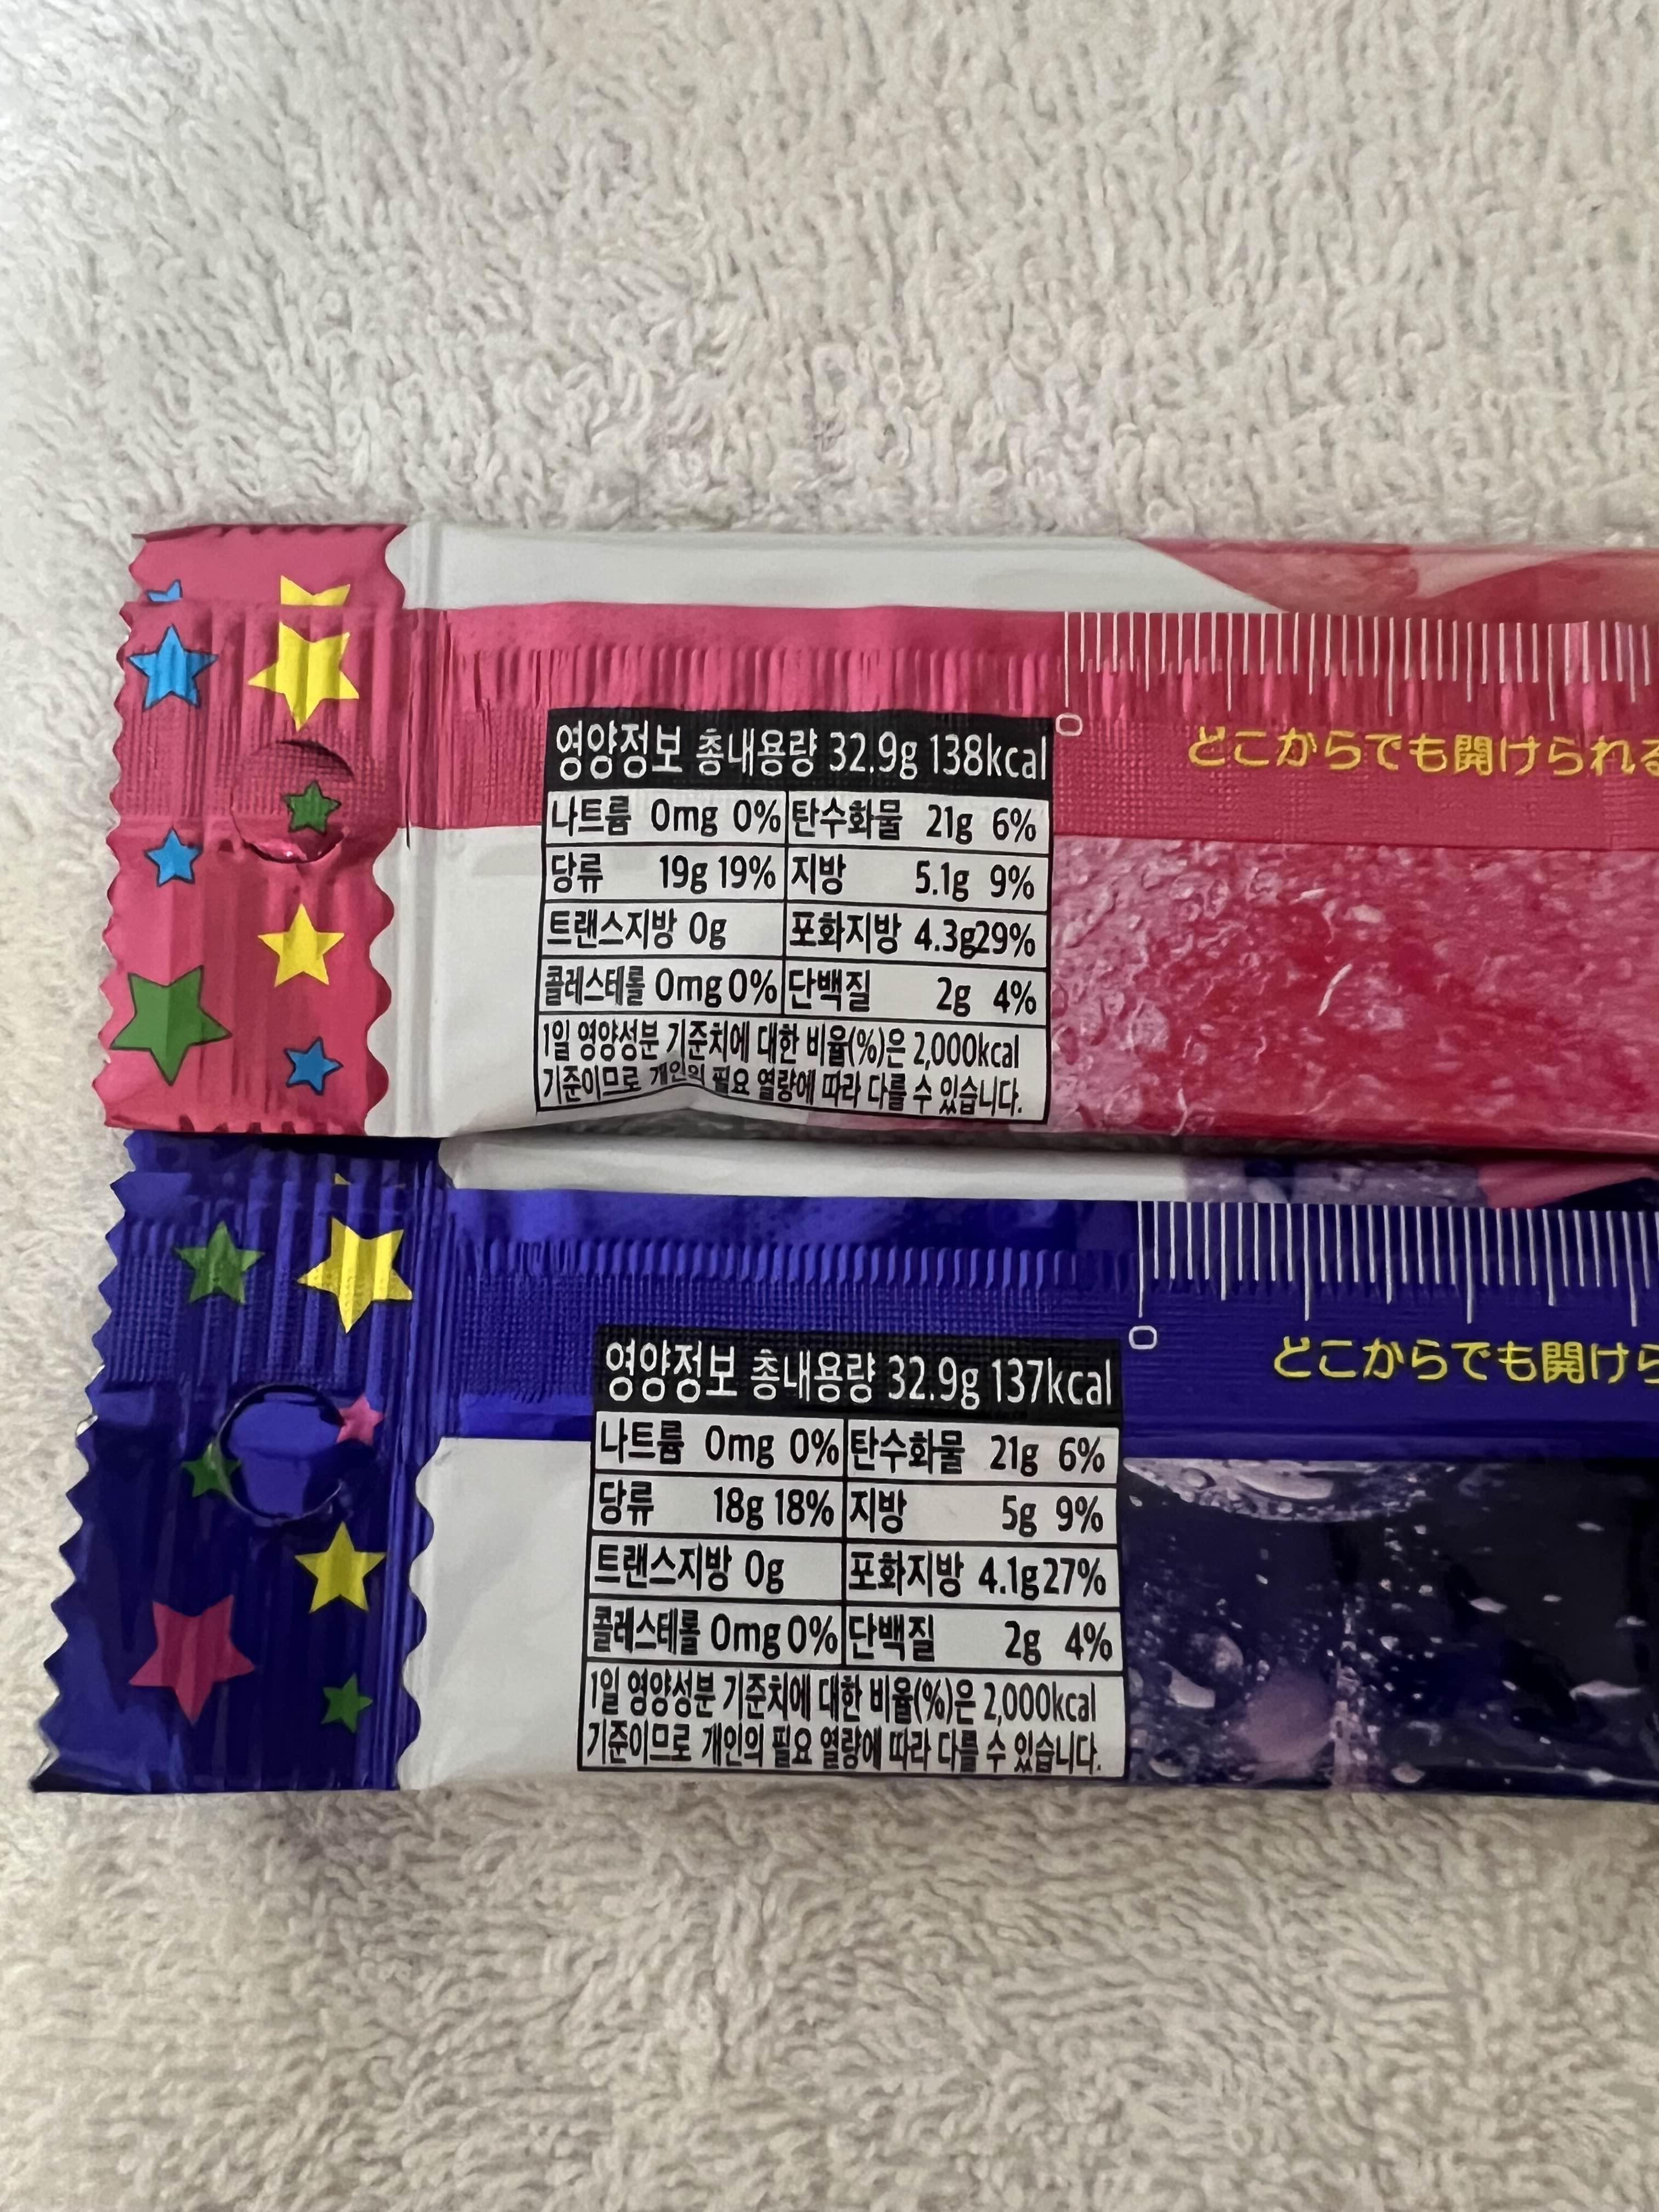 0
どこからでも開けられる
영양정보 총내용량 32.9g 138kcal
나트륨 0mg 0% 탄수화물 21g 6%
당류 19g 19% 지방 5.1g 9%
트랜스지방 0g 포화지방 4.3g 29%
콜레스테롤 0mg 0% 단백질 2g 4%
1일 영양성분 기준치에 대한 비율(%)은 2,000kcal
기준이므로 개인의 필요 열량에 따라 다를 수 있습니다.
0
どこからでも開けら
영양정보 총내용량 32.9g 137kcal
나트륨 0mg 0% 탄수화물 21g 6%
당류 18g 18% 지방 5g 9%
트랜스지방 0g 포화지방 4.1g 27%
콜레스테롤 0mg 0% 단백질 2g 4%
1일 영양성분 기준치에 대한 비율(%)은 2,000kcal
기준이므로 개인의 필요 열량에 따라 다를 수 있습니다.